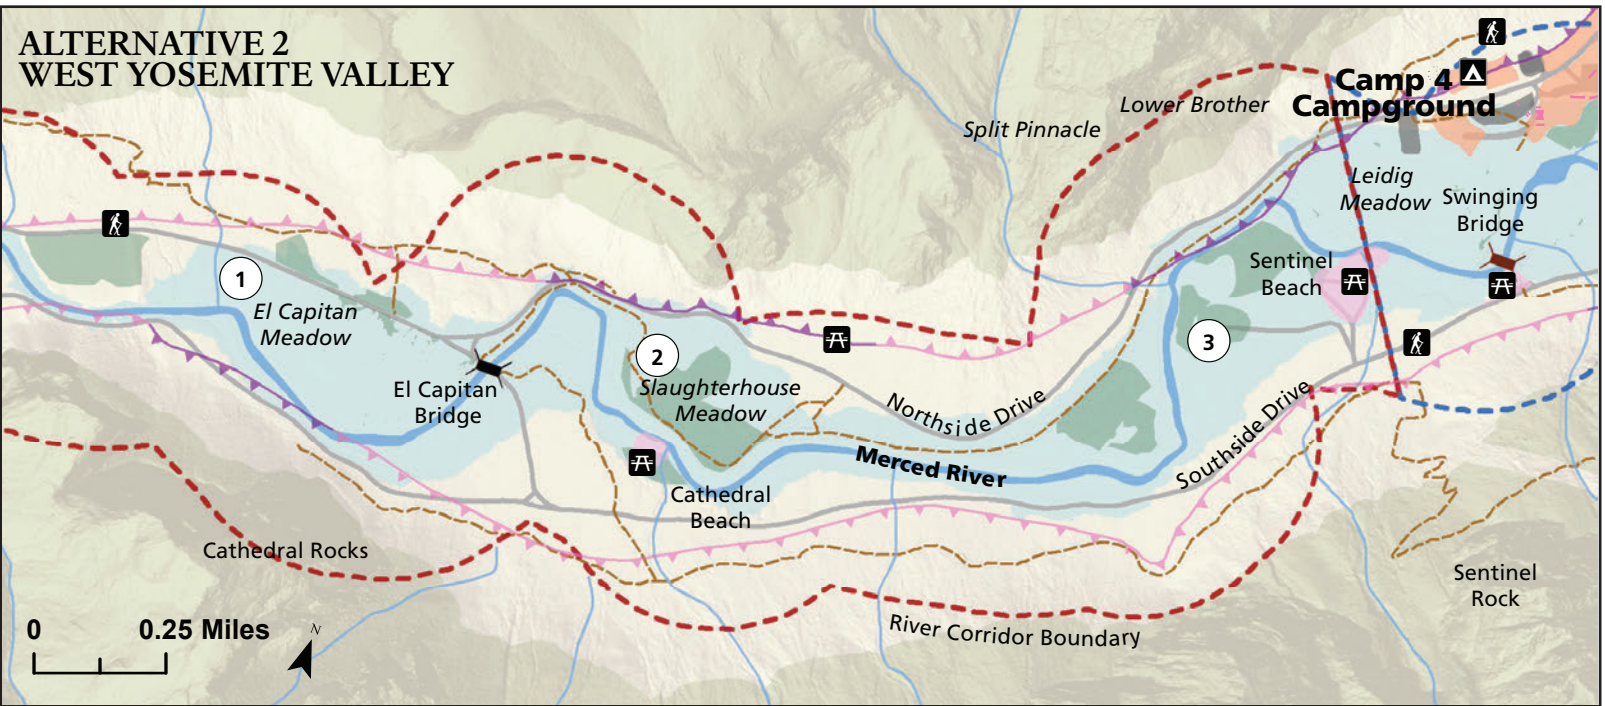 ALTERNATIVE 2
WEST YOSEMITE VALLEY
Camp 4
Campground
Lower Brother
Split Pinnacle
Leidig
Meadow
Swinging
Bridge
Sentinel
Beach
1
El Capitan
Meadow
2
3
El Capitan
Bridge
Slaughterhouse
Meadow
Northside Drive
Southside Drive
Merced River
Cathedral
Beach
Cathedral Rocks
Sentinel
Rock
River Corridor Boundary
0 0.25 Miles
N